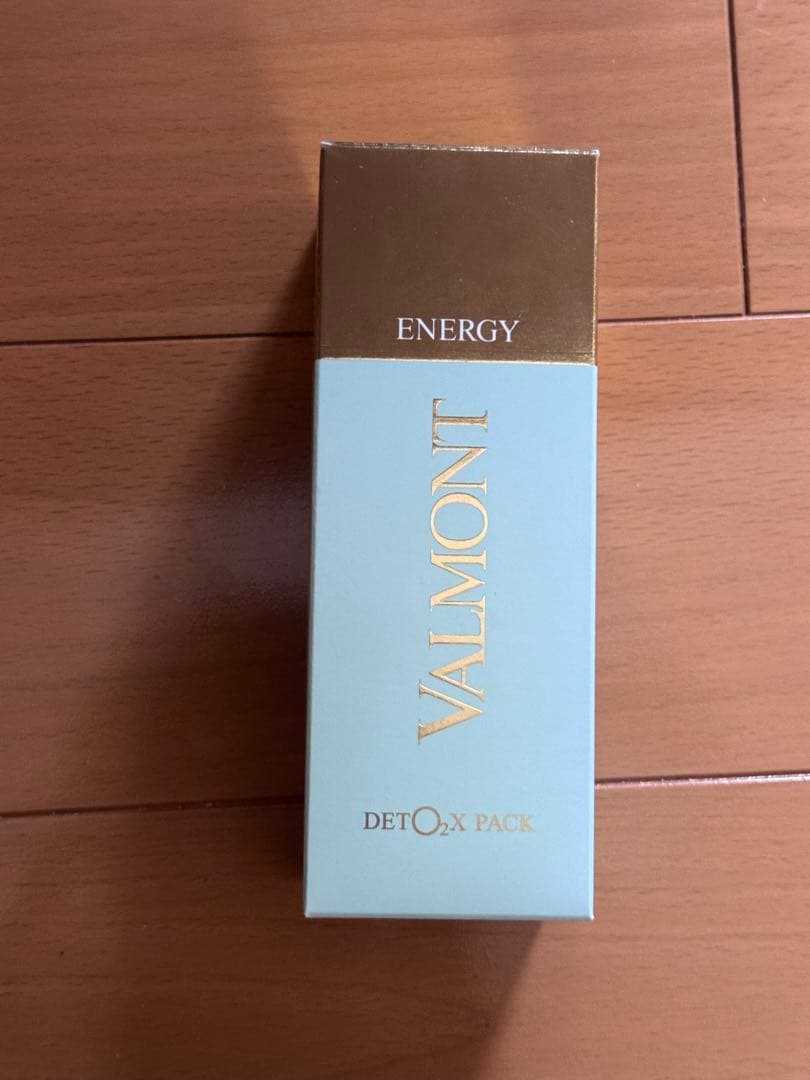 ENERGY
VALMONT
DETO₂X PACK